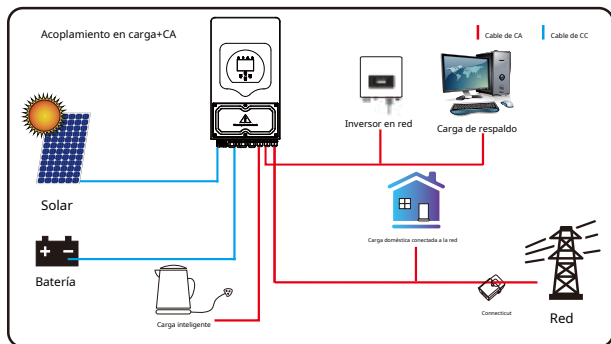 Acoplamiento en carga+CA
Cable de CA
Cable de CC
Inversor en red
Carga de respaldo
Solar
Carga doméstica conectada a la red
Batería
Carga inteligente
Connecticut
Red